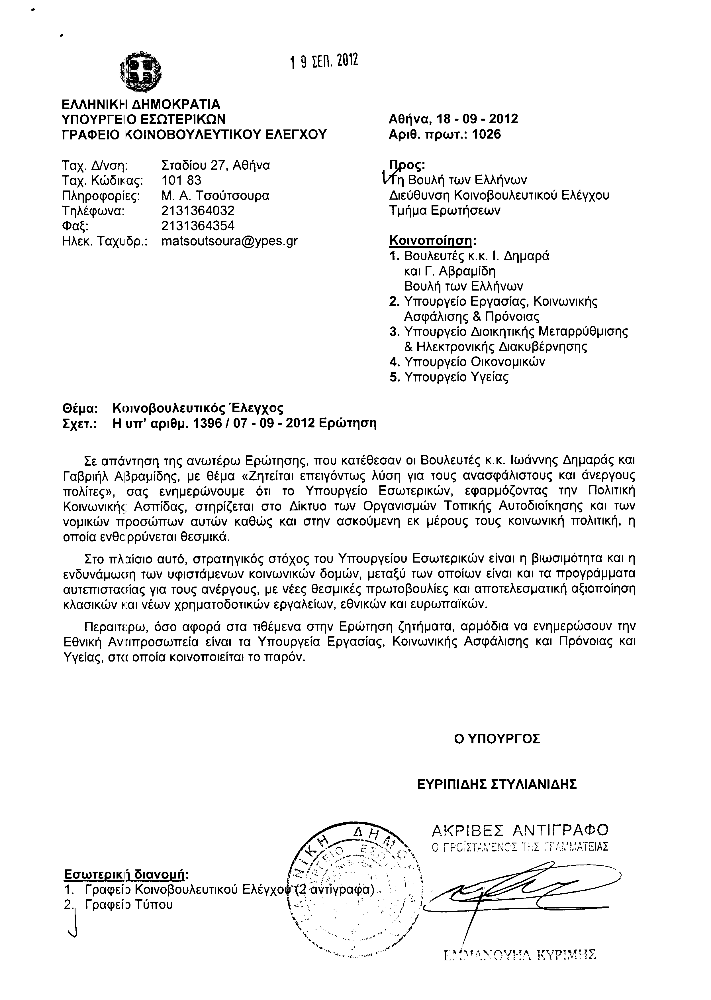 1 9 ΣΕΠ. 2012
ΕΛΛΗΝΙΚΗ ΔΗΜΟΚΡΑΤΙΑ
ΥΠΟΥΡΓΕΙΟ ΕΣΩΤΕΡΙΚΩΝ
ΓΡΑΦΕΙΟ ΚΟΙΝΟΒΟΥΛΕΥΤΙΚΟΥ ΕΛΕΓΧΟΥ
Αθήνα, 18 - 09 - 2012
Αριθ. πρωτ.: 1026
Ταχ. Δ/νση: Σταδίου 27, Αθήνα
Ταχ. Κώδικας: 101 83
Πληροφορίες: Μ. Α. Τσούτσουρα
Τηλέφωνα: 2131364032
Φαξ: 2131364354
Ηλεκ. Ταχυδρ.: matsoutsoura@ypes.gr
Προς:
Τη Βουλή των Ελλήνων
Διεύθυνση Κοινοβουλευτικού Ελέγχου
Τμήμα Ερωτήσεων
Κοινοποίηση:
1. Βουλευτές κ.κ. Ι. Δημαρά
και Γ. Αβραμίδη
Βουλή των Ελλήνων
2. Υπουργείο Εργασίας, Κοινωνικής
Ασφάλισης & Πρόνοιας
3. Υπουργείο Διοικητικής Μεταρρύθμισης
& Ηλεκτρονικής Διακυβέρνησης
4. Υπουργείο Οικονομικών
5. Υπουργείο Υγείας
Θέμα: Κοινοβουλευτικός Έλεγχος
Σχετ.: Η υπ’ αριθμ. 1396 / 07 - 09 - 2012 Ερώτηση
Σε απάντηση της ανωτέρω Ερώτησης, που κατέθεσαν οι Βουλευτές κ.κ. Ιωάννης Δημαράς και
Γαβριήλ Αβραμίδης, με θέμα «Ζητείται επειγόντως λύση για τους ανασφάλιστους και άνεργους
πολίτες», σας ενημερώνουμε ότι το Υπουργείο Εσωτερικών, εφαρμόζοντας την Πολιτική
Κοινωνικής Ασπίδας, στηρίζεται στο Δίκτυο των Οργανισμών Τοπικής Αυτοδιοίκησης και των
νομικών προσώπων αυτών καθώς και στην ασκούμενη εκ μέρους τους κοινωνική πολιτική, η
οποία ενθαρρύνεται θεσμικά.
Στο πλαίσιο αυτό, στρατηγικός στόχος του Υπουργείου Εσωτερικών είναι η βιωσιμότητα και η
ενδυνάμωση των υφιστάμενων κοινωνικών δομών, μεταξύ των οποίων είναι και τα προγράμματα
αυτεπιστασίας για τους ανέργους, με νέες θεσμικές πρωτοβουλίες και αποτελεσματική αξιοποίηση
κλασικών και νέων χρηματοδοτικών εργαλείων, εθνικών και ευρωπαϊκών.
Περαιτέρω, όσο αφορά στα τιθέμενα στην Ερώτηση ζητήματα, αρμόδια να ενημερώσουν την
Εθνική Αντιπροσωπεία είναι τα Υπουργεία Εργασίας, Κοινωνικής Ασφάλισης και Πρόνοιας και
Υγείας, στα οποία κοινοποιείται το παρόν.
Ο ΥΠΟΥΡΓΟΣ
ΕΥΡΙΠΙΔΗΣ ΣΤΥΛΙΑΝΙΔΗΣ
ΑΚΡΙΒΕΣ ΑΝΤΙΓΡΑΦΟ
Ο ΠΡΟΪΣΤΑΜΕΝΟΣ ΤΗΣ ΓΡΑΜΜΑΤΕΙΑΣ
Εσωτερική διανομή:
1. Γραφείο Κοινοβουλευτικού Ελέγχου (2 αντίγραφα)
2. Γραφείο Τύπου
ΕΜΜΑΝΟΥΗΛ ΚΥΡΙΜΗΣ